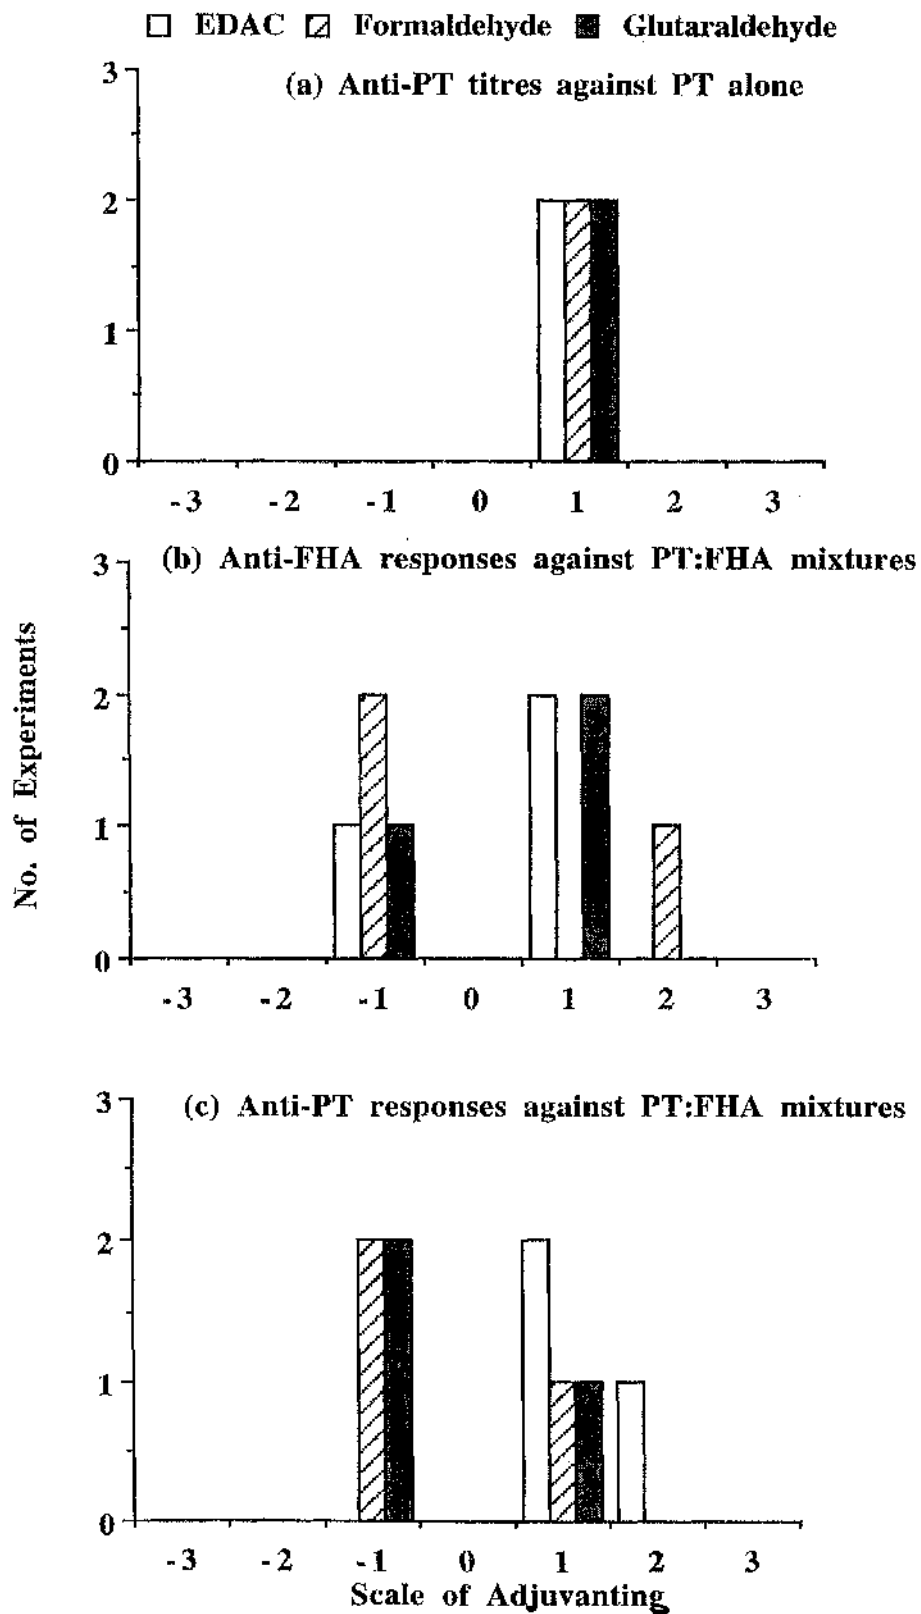 EDAC Formaldehyde Glutaraldehyde
(a) Anti-PT titres against PT alone
3
2
1
0
-3 -2 -1 0 1 2 3
(b) Anti-FHA responses against PT:FHA mixtures
3
2
1
0
-3 -2 -1 0 1 2 3
No. of Experiments
(c) Anti-PT responses against PT:FHA mixtures
3
2
1
0
-3 -2 -1 0 1 2 3
Scale of Adjuvanting